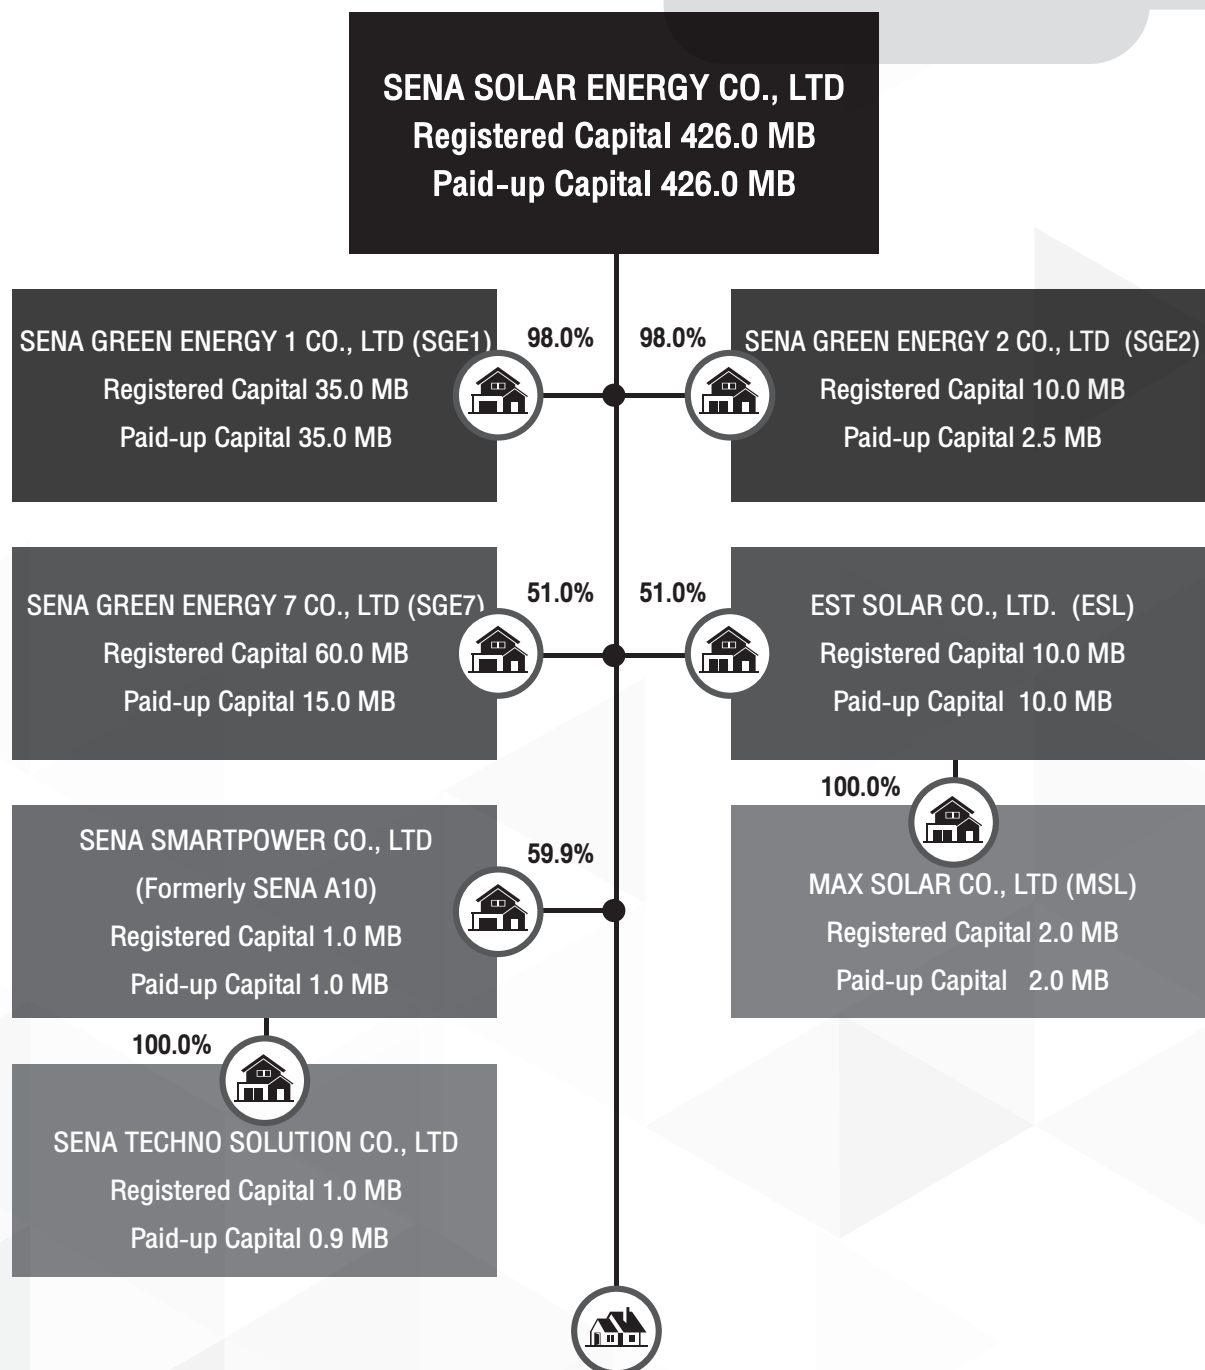 SENA SOLAR ENERGY CO., LTD
Registered Capital 426.0 MB
Paid-up Capital 426.0 MB
SENA GREEN ENERGY 1 CO., LTD (SGE1)
Registered Capital 35.0 MB
Paid-up Capital 35.0 MB
98.0%
98.0%
SENA GREEN ENERGY 2 CO., LTD (SGE2)
Registered Capital 10.0 MB
Paid-up Capital 2.5 MB
SENA GREEN ENERGY 7 CO., LTD (SGE7)
Registered Capital 60.0 MB
Paid-up Capital 15.0 MB
51.0%
51.0%
EST SOLAR CO., LTD. (ESL)
Registered Capital 10.0 MB
Paid-up Capital 10.0 MB
SENA SMARTPOWER CO., LTD
(Formerly SENA A10)
Registered Capital 1.0 MB
Paid-up Capital 1.0 MB
59.9%
100.0%
MAX SOLAR CO., LTD (MSL)
Registered Capital 2.0 MB
Paid-up Capital 2.0 MB
100.0%
SENA TECHNO SOLUTION CO., LTD
Registered Capital 1.0 MB
Paid-up Capital 0.9 MB